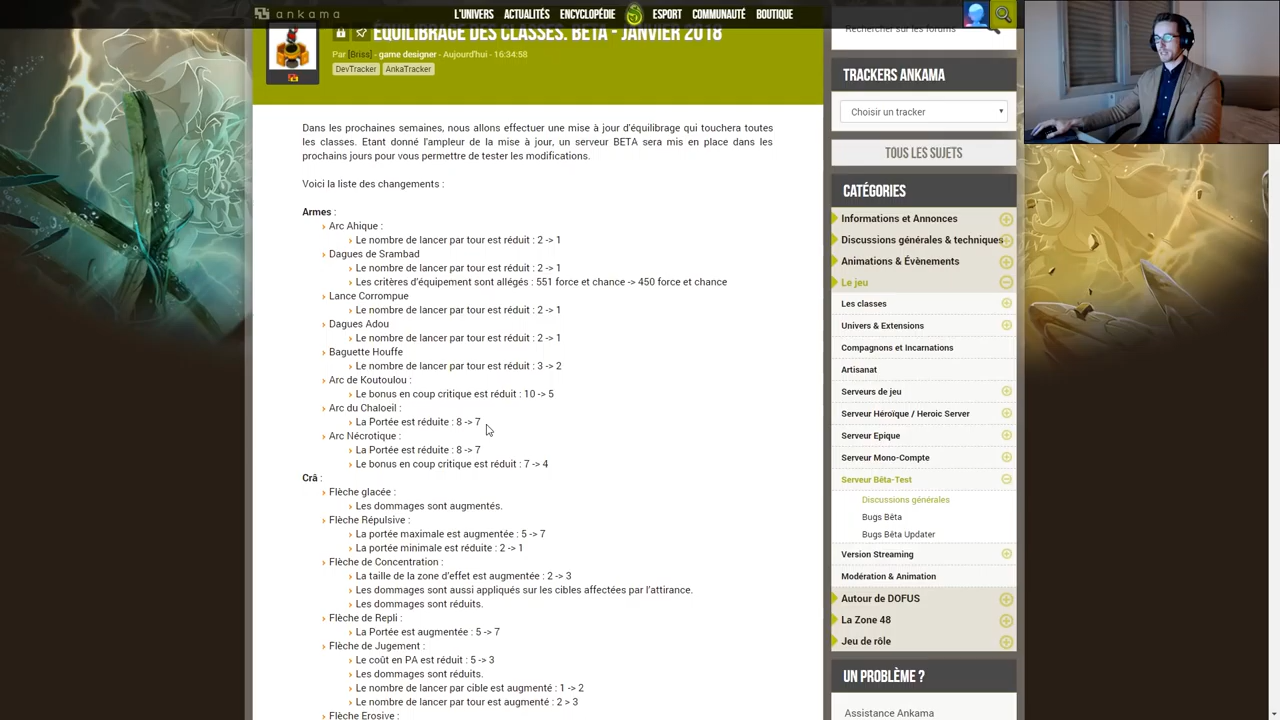 ankama
L'UNIVERS ACTUALITÉS ENCYCLOPÉDIE ESPORT COMMUNAUTÉ BOUTIQUE
ÉQUILIBRAGE DES CLASSES. BETA - JANVIER 2018
Par [Briss] : game designer - Aujourd'hui - 16:34:58
DevTracker AnkaTracker
Dans les prochaines semaines, nous allons effectuer une mise à jour d'équilibrage qui touchera toutes
les classes. Etant donné l'ampleur de la mise à jour, un serveur BETA sera mis en place dans les
prochains jours pour vous permettre de tester les modifications.
Voici la liste des changements :
Armes :
Arc Ahique :
Le nombre de lancer par tour est réduit : 2 -> 1
Dagues de Srambad
Le nombre de lancer par tour est réduit : 2 -> 1
Les critères d'équipement sont allégés : 551 force et chance -> 450 force et chance
Lance Corrompue
Le nombre de lancer par tour est réduit : 2 -> 1
Dagues Adou
Le nombre de lancer par tour est réduit : 2 -> 1
Baguette Houffe
Le nombre de lancer par tour est réduit : 3 -> 2
Arc de Koutoulou :
Le bonus en coup critique est réduit : 10 -> 5
Arc du Chaloeil :
La Portée est réduite : 8 -> 7
Arc Nécrotique :
La Portée est réduite : 8 -> 7
Le bonus en coup critique est réduit : 7 -> 4
Crâ :
Flèche glacée :
Les dommages sont augmentés.
Flèche Répulsive :
La portée maximale est augmentée : 5 -> 7
La portée minimale est réduite : 2 -> 1
Flèche de Concentration :
La taille de la zone d'effet est augmentée : 2 -> 3
Les dommages sont aussi appliqués sur les cibles affectées par l'attirance.
Les dommages sont réduits.
Flèche de Repli :
La Portée est augmentée : 5 -> 7
Flèche de Jugement :
Le coût en PA est réduit : 5 -> 3
Les dommages sont réduits.
Le nombre de lancer par cible est augmenté : 1 -> 2
Le nombre de lancer par tour est augmenté : 2 > 3
Flèche Erosive :
Rechercher sur les forums
TRACKERS ANKAMA
Choisir un tracker
TOUS LES SUJETS
CATÉGORIES
Informations et Annonces
Discussions générales & techniques
Animations & Évènements
Le jeu
Les classes
Univers & Extensions
Compagnons et Incarnations
Artisanat
Serveurs de jeu
Serveur Héroïque / Heroic Server
Serveur Epique
Serveur Mono-Compte
Serveur Bêta-Test
Discussions générales
Bugs Bêta
Bugs Bêta Updater
Version Streaming
Modération & Animation
Autour de DOFUS
La Zone 48
Jeu de rôle
UN PROBLÈME ?
Assistance Ankama